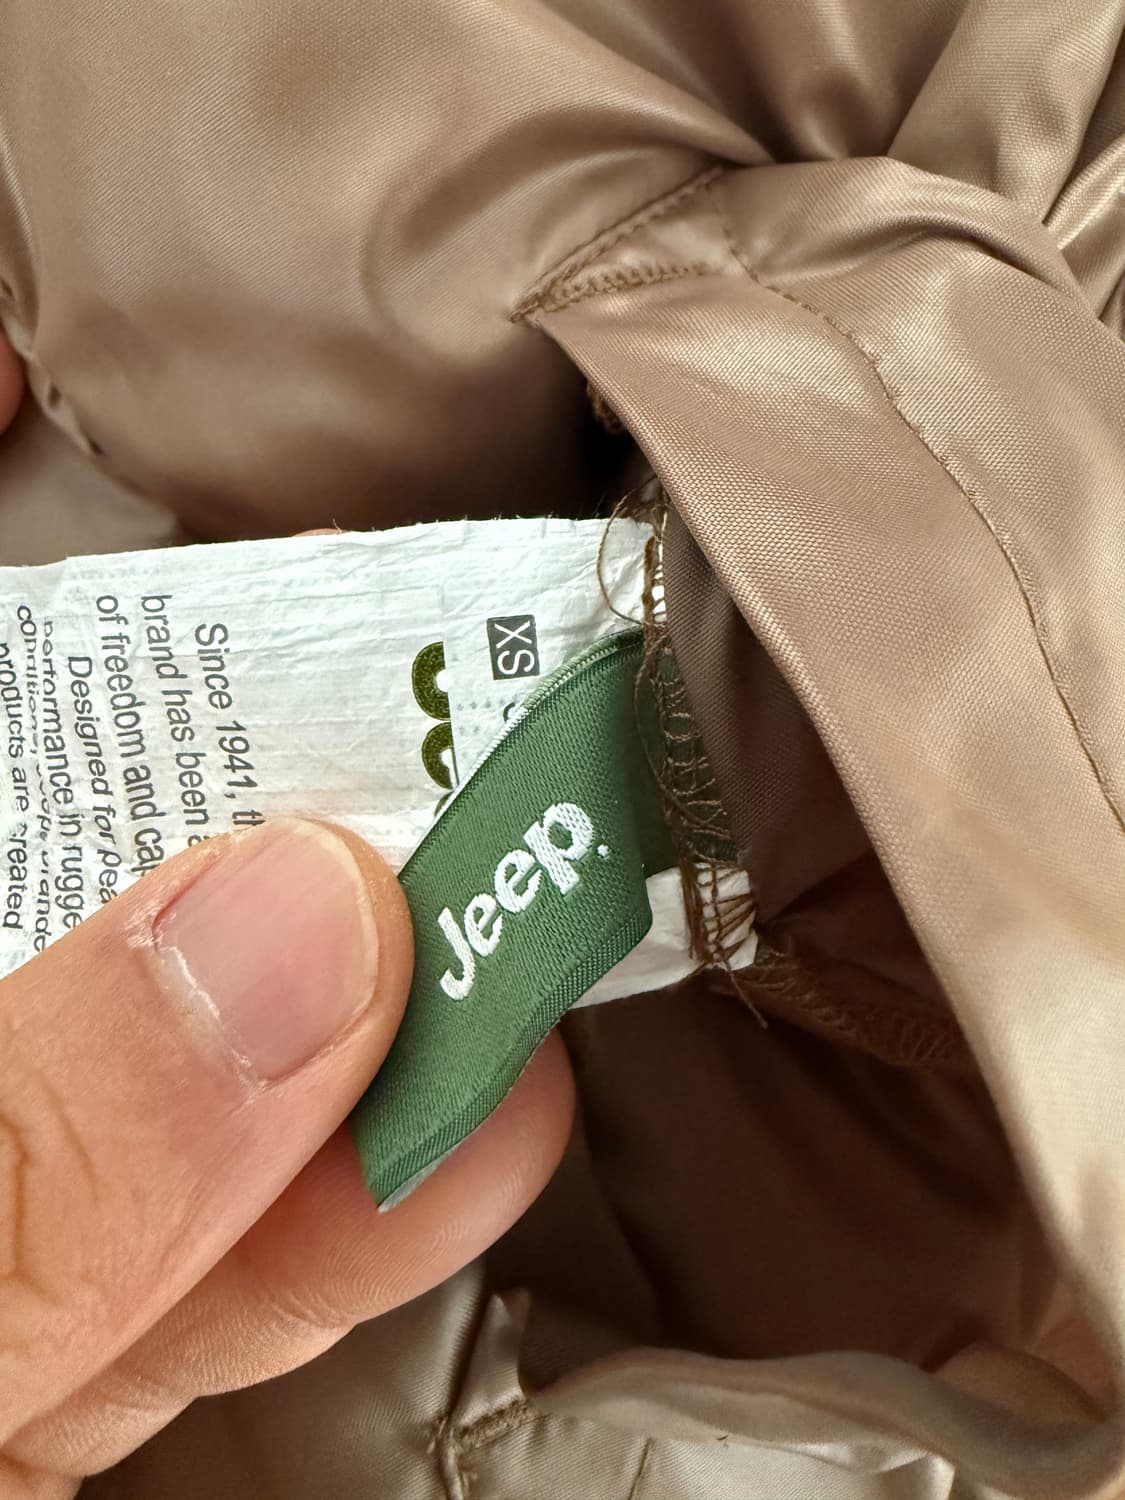 XS
Jeep.
Since 1941, th
brand has been
of freedom and ca
Designed for pea
performance in rugge
products are created